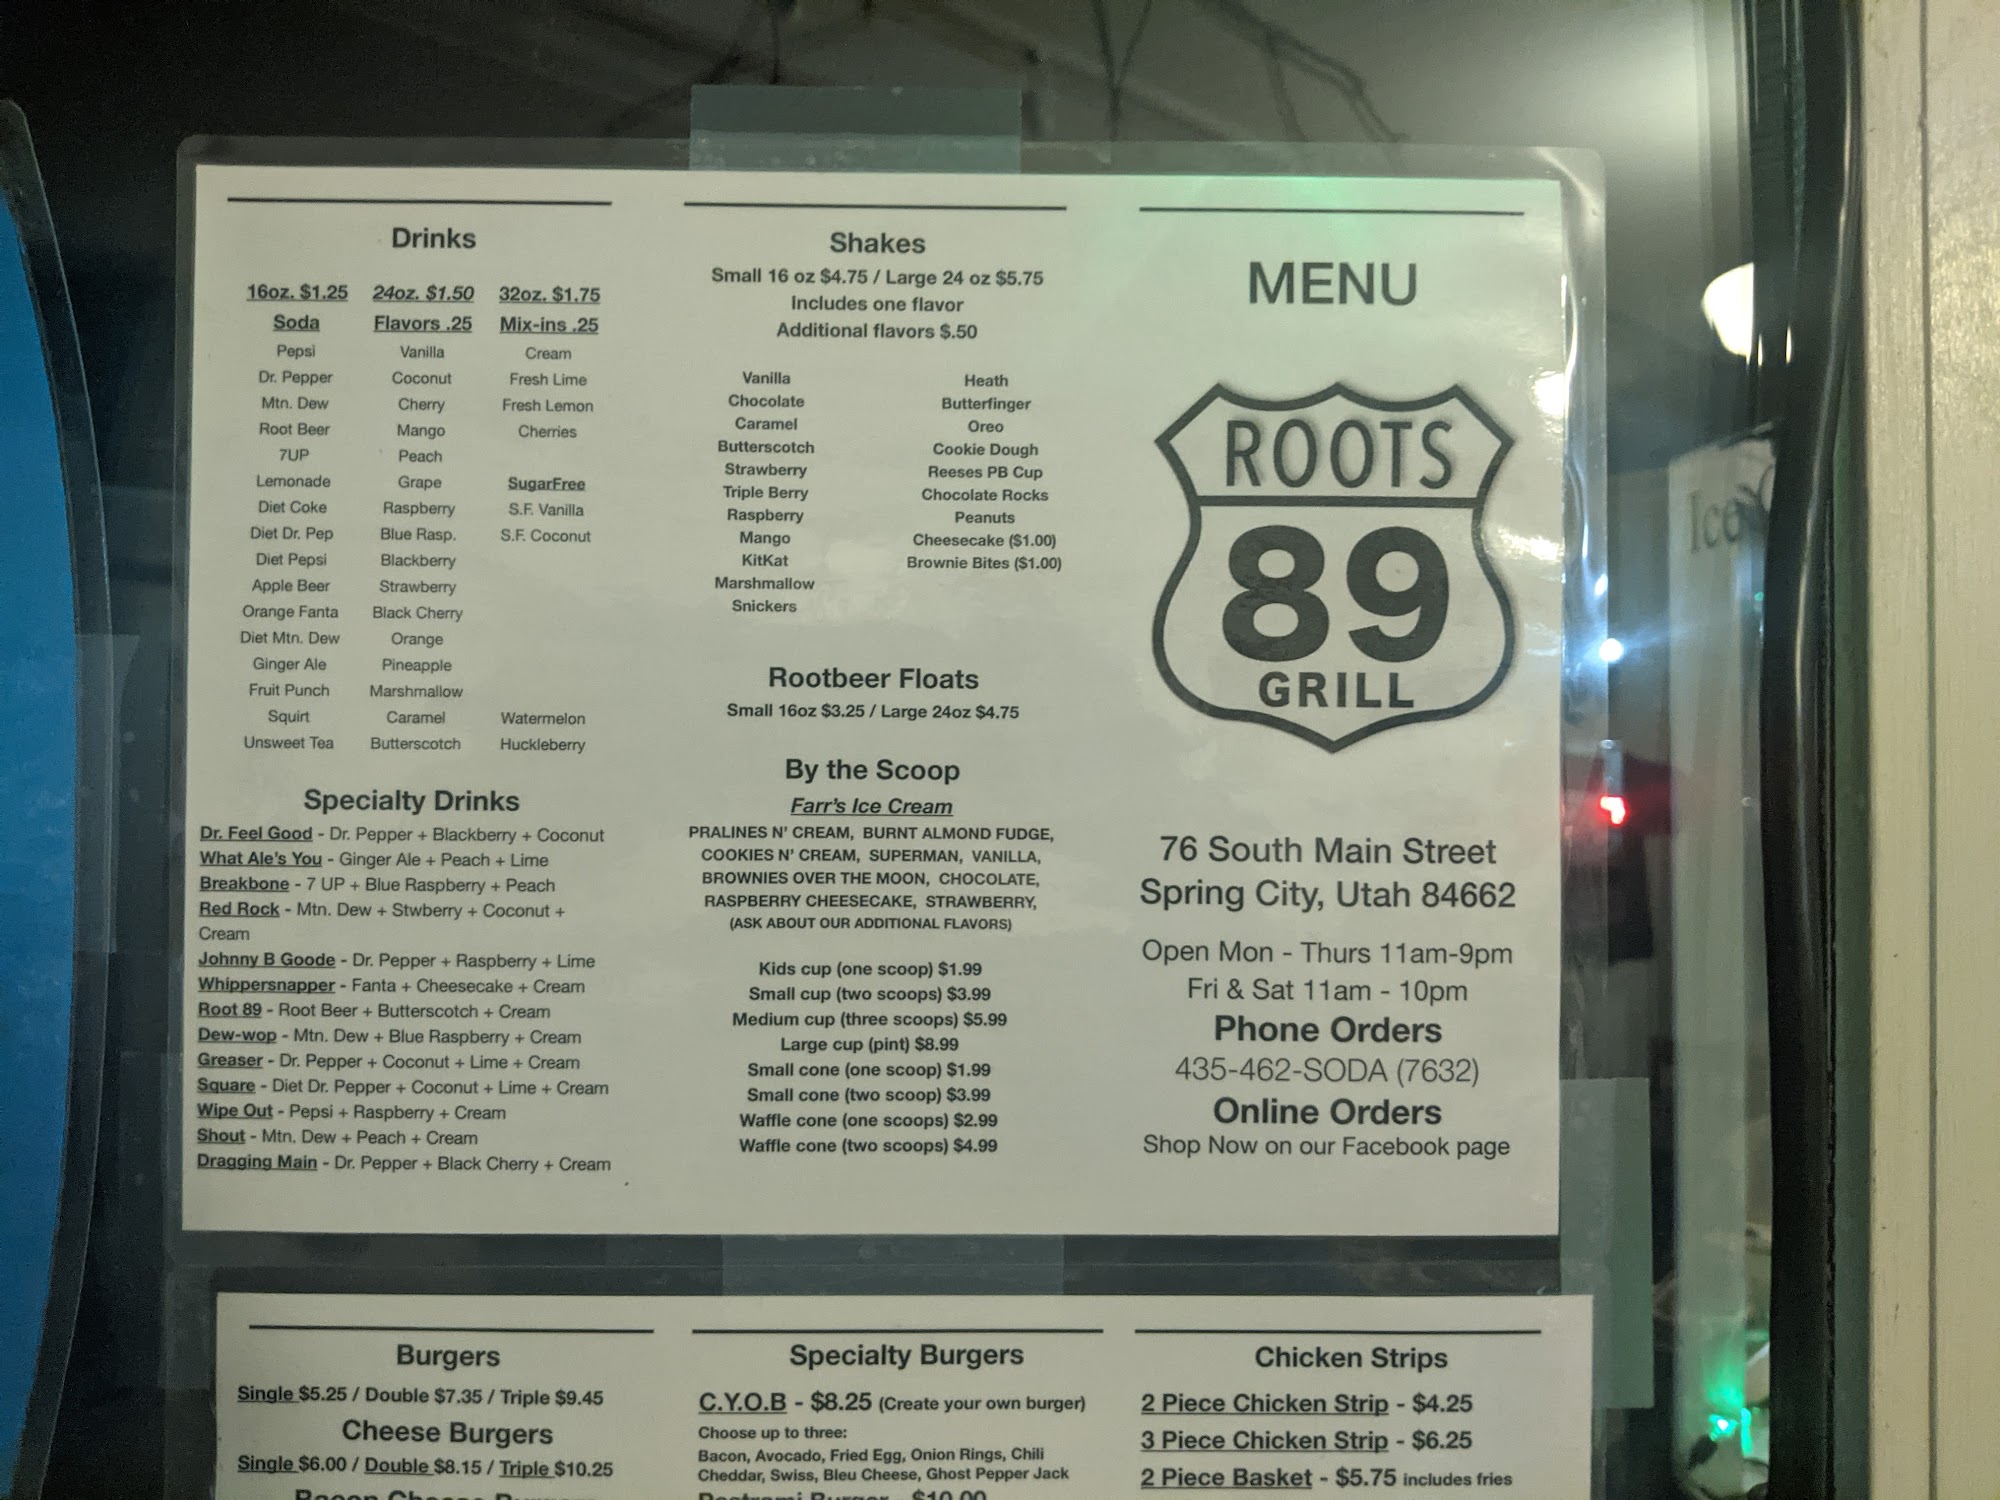 Drinks
16oz. $1.25 24oz. $1.50 32oz. $1.75
Soda Flavors .25 Mix-ins .25
Pepsi Vanilla Cream
Dr. Pepper Coconut Fresh Lime
Mtn. Dew Cherry Fresh Lemon
Root Beer Mango Cherries
7UP Peach
Lemonade Grape SugarFree
Diet Coke Raspberry S.F. Vanilla
Diet Dr. Pep Blue Rasp. S.F. Coconut
Diet Pepsi Blackberry
Apple Beer Strawberry
Orange Fanta Black Cherry
Diet Mtn. Dew Orange
Ginger Ale Pineapple
Fruit Punch Marshmallow
Squirt Caramel Watermelon
Unsweet Tea Butterscotch Huckleberry
Specialty Drinks
Dr. Feel Good - Dr. Pepper + Blackberry + Coconut
What Ale's You - Ginger Ale + Peach + Lime
Breakbone - 7 UP + Blue Raspberry + Peach
Red Rock - Mtn. Dew + Stwberry + Coconut +
Cream
Johnny B Goode - Dr. Pepper + Raspberry + Lime
Whippersnapper - Fanta + Cheesecake + Cream
Root 89 - Root Beer + Butterscotch + Cream
Dew-wop - Mtn. Dew + Blue Raspberry + Cream
Greaser - Dr. Pepper + Coconut + Lime + Cream
Square - Diet Dr. Pepper + Coconut + Lime + Cream
Wipe Out - Pepsi + Raspberry + Cream
Shout - Mtn. Dew + Peach + Cream
Dragging Main - Dr. Pepper + Black Cherry + Cream
Shakes
Small 16 oz $4.75 / Large 24 oz $5.75
Includes one flavor
Additional flavors $.50
Vanilla Heath
Chocolate Butterfinger
Caramel Oreo
Butterscotch Cookie Dough
Strawberry Reeses PB Cup
Triple Berry Chocolate Rocks
Raspberry Peanuts
Mango Cheesecake ($1.00)
KitKat Brownie Bites ($1.00)
Marshmallow
Snickers
Rootbeer Floats
Small 16oz $3.25 / Large 24oz $4.75
By the Scoop
Farr's Ice Cream
PRALINES N' CREAM, BURNT ALMOND FUDGE,
COOKIES N' CREAM, SUPERMAN, VANILLA,
BROWNIES OVER THE MOON, CHOCOLATE,
RASPBERRY CHEESECAKE, STRAWBERRY,
(ASK ABOUT OUR ADDITIONAL FLAVORS)
Kids cup (one scoop) $1.99
Small cup (two scoops) $3.99
Medium cup (three scoops) $5.99
Large cup (pint) $8.99
Small cone (one scoop) $1.99
Small cone (two scoop) $3.99
Waffle cone (one scoops) $2.99
Waffle cone (two scoops) $4.99
MENU
ROOTS
89
GRILL
76 South Main Street
Spring City, Utah 84662
Open Mon - Thurs 11am-9pm
Fri & Sat 11am - 10pm
Phone Orders
435-462-SODA (7632)
Online Orders
Shop Now on our Facebook page
Ice
Burgers
Single $5.25 / Double $7.35 / Triple $9.45
Cheese Burgers
Single $6.00 / Double $8.15 / Triple $10.25
Specialty Burgers
C.Y.O.B - $8.25 (Create your own burger)
Choose up to three:
Bacon, Avocado, Fried Egg, Onion Rings, Chili
Cheddar, Swiss, Bleu Cheese, Ghost Pepper Jack
Chicken Strips
2 Piece Chicken Strip - $4.25
3 Piece Chicken Strip - $6.25
2 Piece Basket - $5.75 includes fries